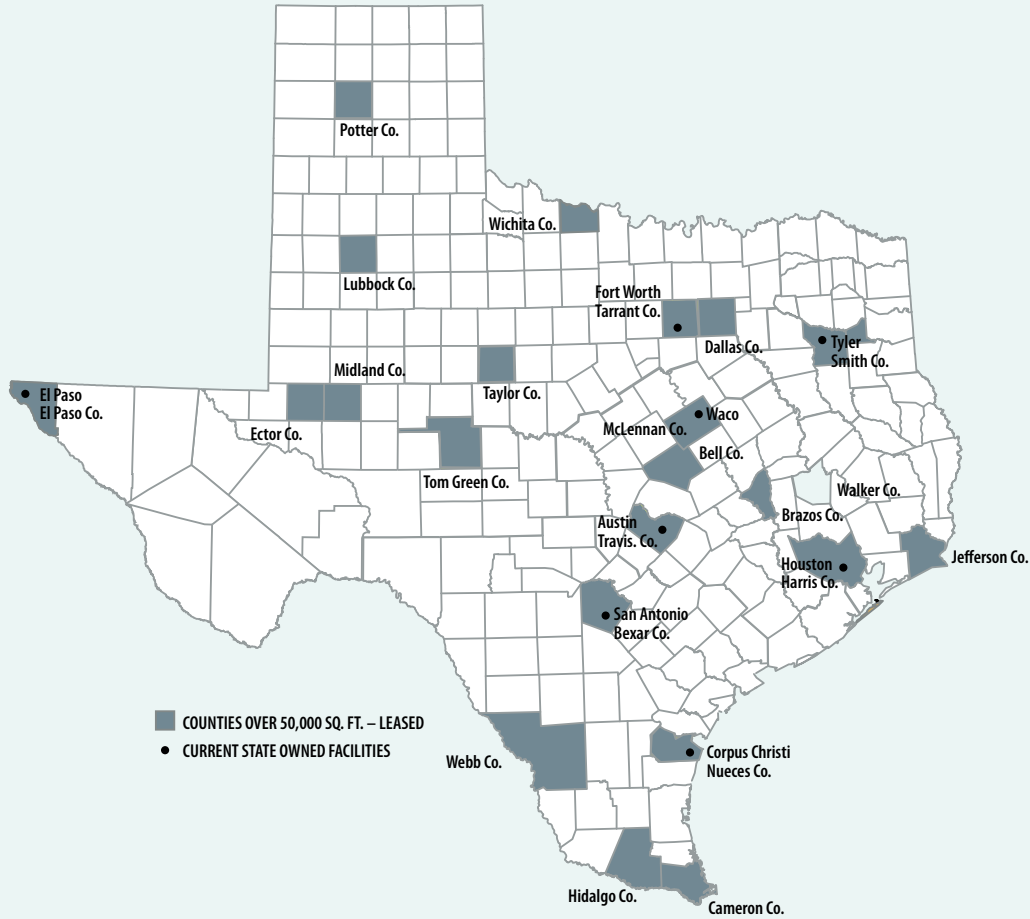 Potter Co.
Wichita Co.
Lubbock Co.
Fort Worth
Tarrant Co.
Dallas Co.
Tyler
Smith Co.
Midland Co.
Taylor Co.
El Paso
El Paso Co.
Ector Co.
Waco
McLennan Co.
Bell Co.
Tom Green Co.
Walker Co.
Brazos Co.
Austin
Travis. Co.
Jefferson Co.
Houston
Harris Co.
San Antonio
Bexar Co.
COUNTIES OVER 50,000 SQ. FT. – LEASED
CURRENT STATE OWNED FACILITIES
Webb Co.
Corpus Christi
Nueces Co.
Hidalgo Co.
Cameron Co.